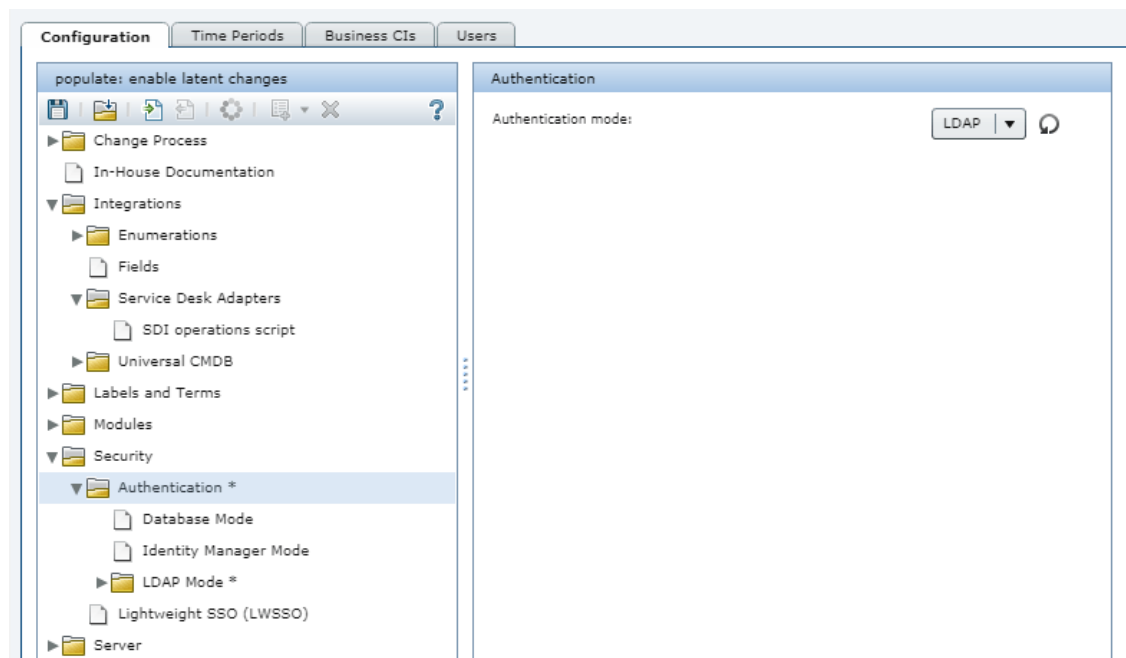 Configuration
Time Periods
Business CIs
Users
populate: enable latent changes
?
Change Process
In-House Documentation
Integrations
Enumerations
Fields
Service Desk Adapters
SDI operations script
Universal CMDB
Labels and Terms
Modules
Security
Authentication *
Database Mode
Identity Manager Mode
LDAP Mode *
Lightweight SSO (LWSSO)
Server
Authentication
Authentication mode:
LDAP